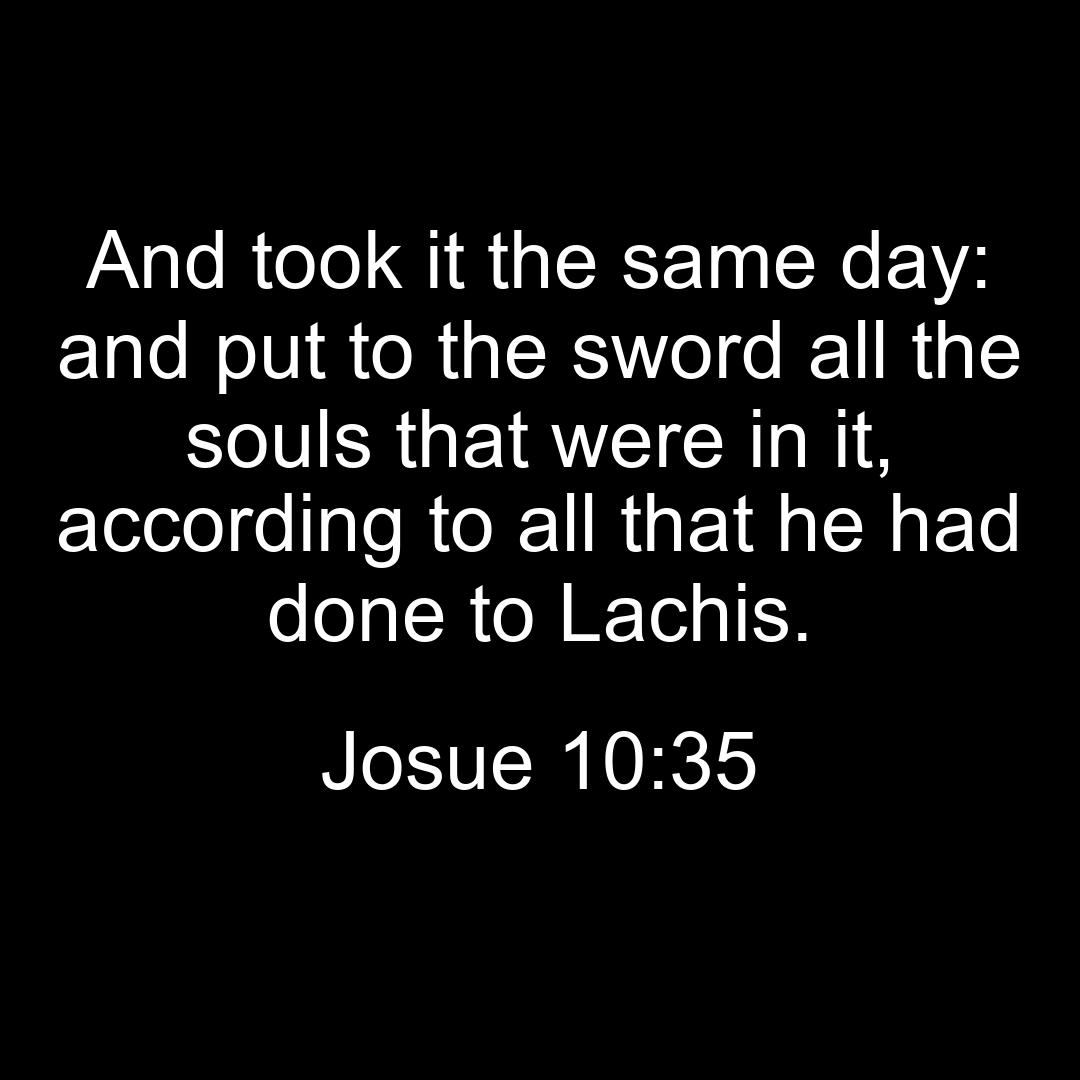 And took it the same day:
and put to the sword all the
souls that were in it,
according to all that he had
done to Lachis.
Josue 10:35